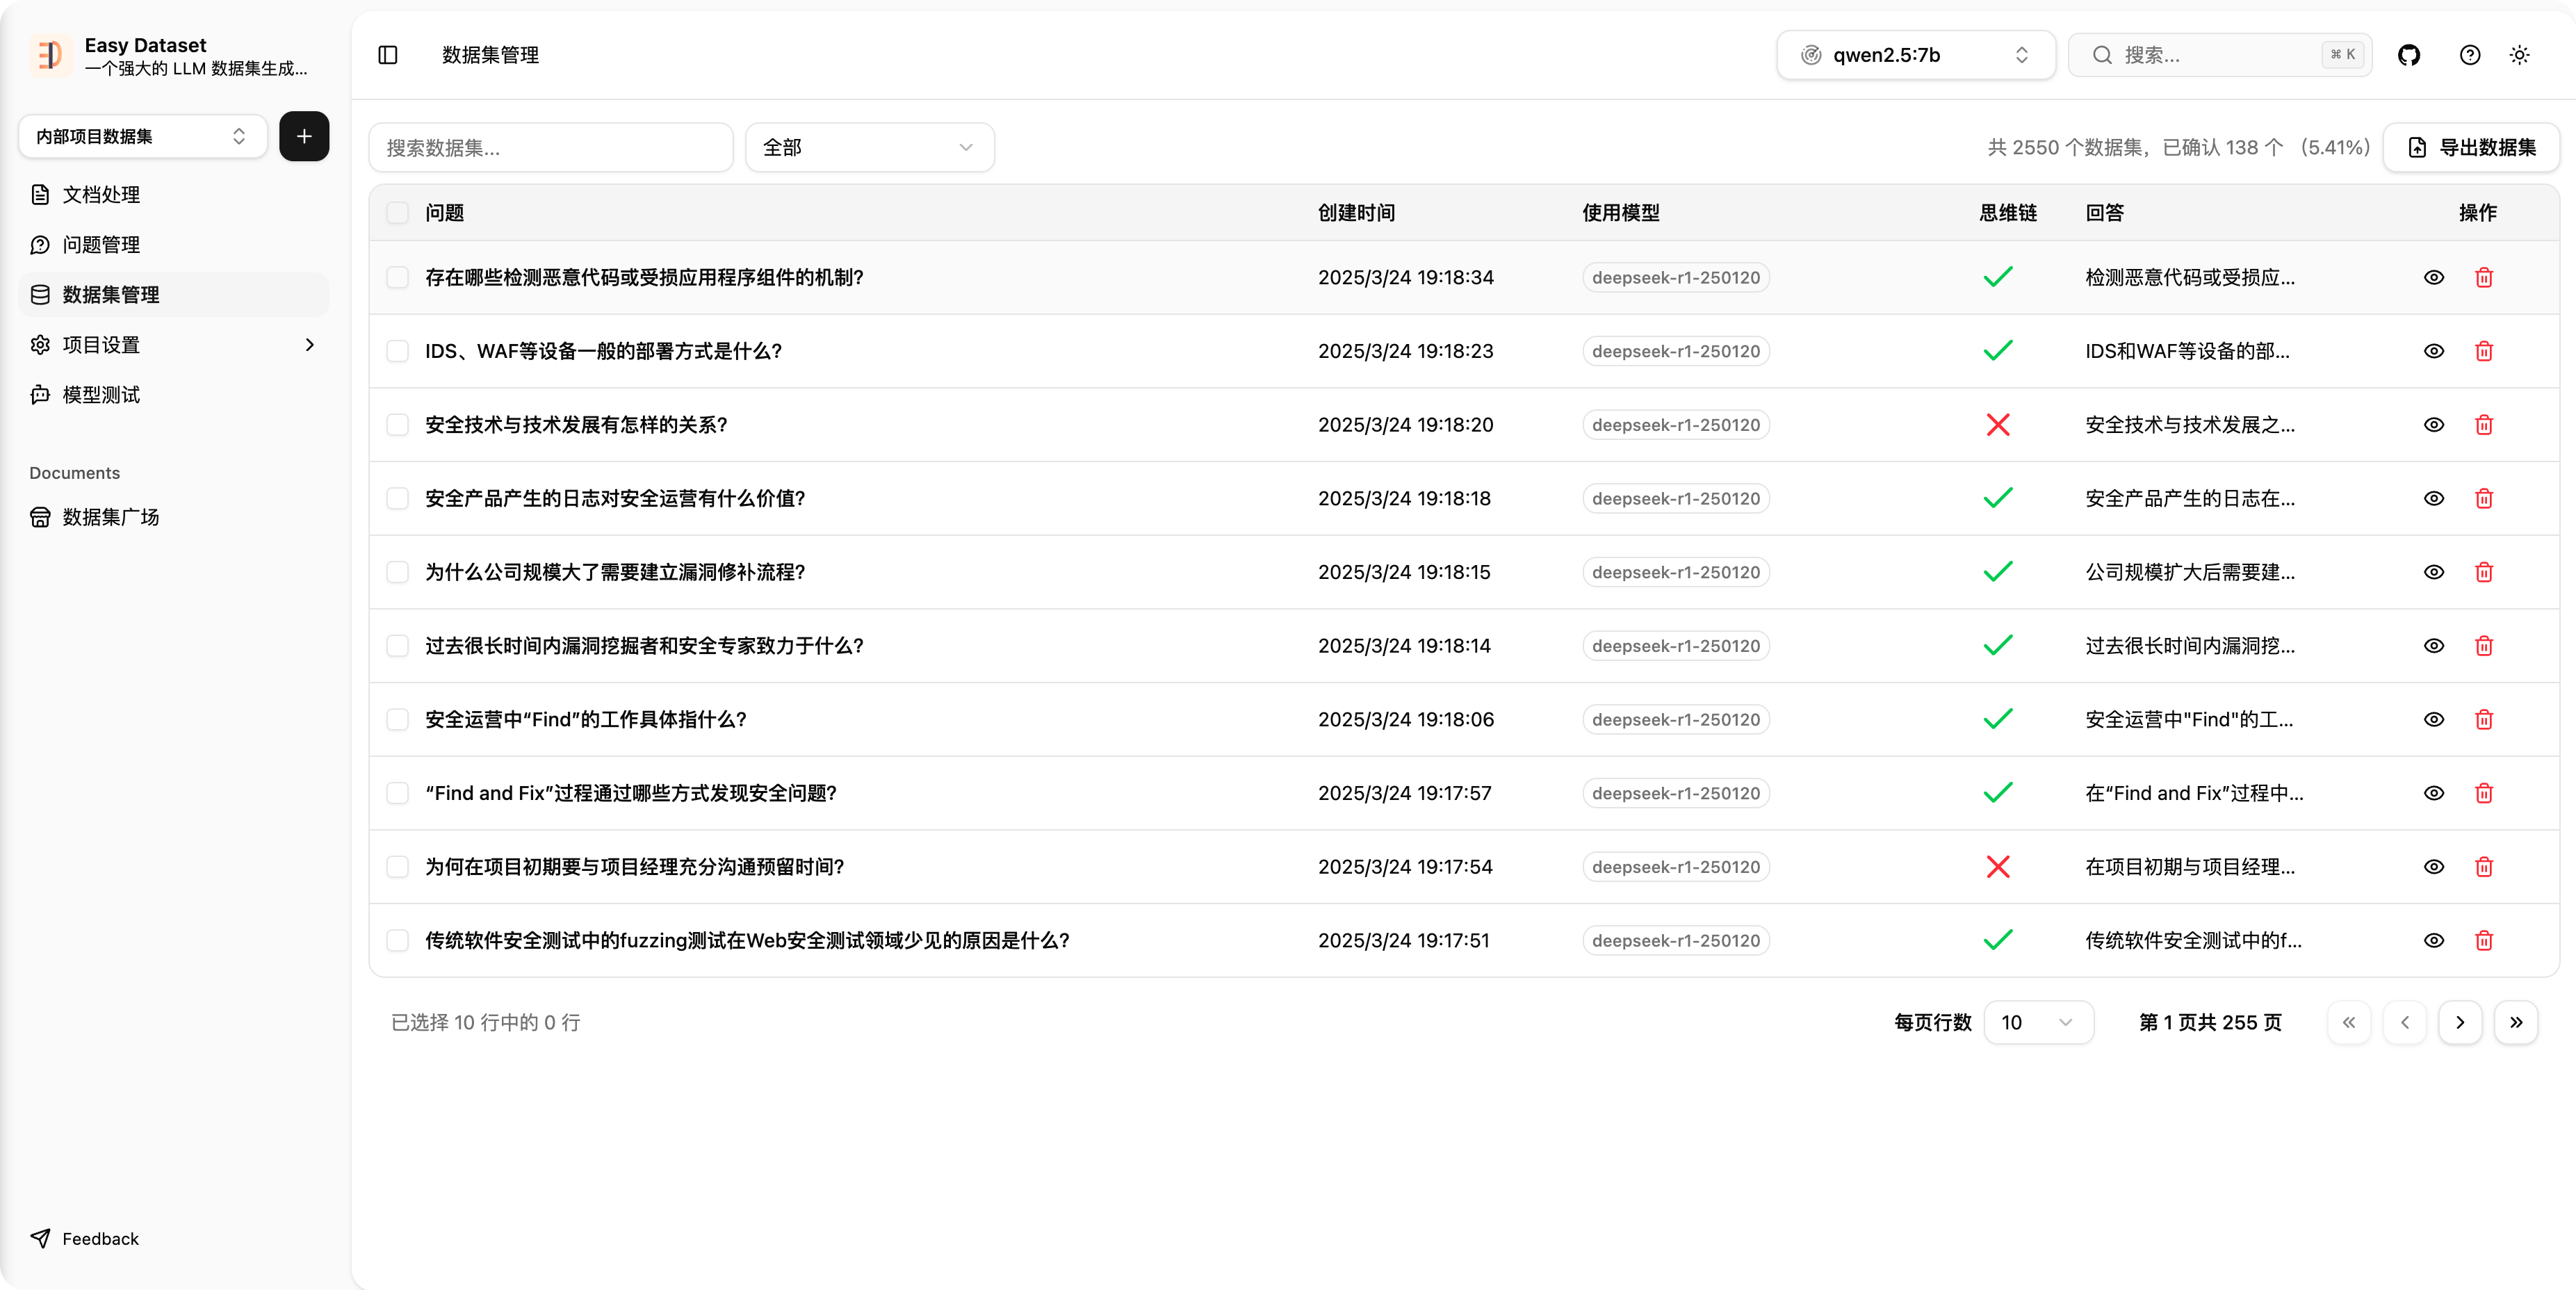 Easy Dataset
一个强大的 LLM 数据集生成...
内部项目数据集
文档处理
问题管理
数据集管理
项目设置
模型测试
Documents
数据集广场
Feedback
数据集管理
qwen2.5:7b
搜索...
⌘ K
搜索数据集...
全部
共 2550 个数据集，已确认 138 个 （5.41%）
导出数据集
问题 创建时间 使用模型 思维链 回答 操作
存在哪些检测恶意代码或受损应用程序组件的机制? 2025/3/24 19:18:34 deepseek-r1-250120 检测恶意代码或受损应...
IDS、WAF等设备一般的部署方式是什么? 2025/3/24 19:18:23 deepseek-r1-250120 IDS和WAF等设备的部...
安全技术与技术发展有怎样的关系? 2025/3/24 19:18:20 deepseek-r1-250120 安全技术与技术发展之...
安全产品产生的日志对安全运营有什么价值? 2025/3/24 19:18:18 deepseek-r1-250120 安全产品产生的日志在...
为什么公司规模大了需要建立漏洞修补流程? 2025/3/24 19:18:15 deepseek-r1-250120 公司规模扩大后需要建...
过去很长时间内漏洞挖掘者和安全专家致力于什么? 2025/3/24 19:18:14 deepseek-r1-250120 过去很长时间内漏洞挖...
安全运营中“Find”的工作具体指什么? 2025/3/24 19:18:06 deepseek-r1-250120 安全运营中"Find"的工...
“Find and Fix”过程通过哪些方式发现安全问题? 2025/3/24 19:17:57 deepseek-r1-250120 在“Find and Fix”过程中...
为何在项目初期要与项目经理充分沟通预留时间? 2025/3/24 19:17:54 deepseek-r1-250120 在项目初期与项目经理...
传统软件安全测试中的fuzzing测试在Web安全测试领域少见的原因是什么? 2025/3/24 19:17:51 deepseek-r1-250120 传统软件安全测试中的f...
已选择 10 行中的 0 行
每页行数 10 第 1 页共 255 页